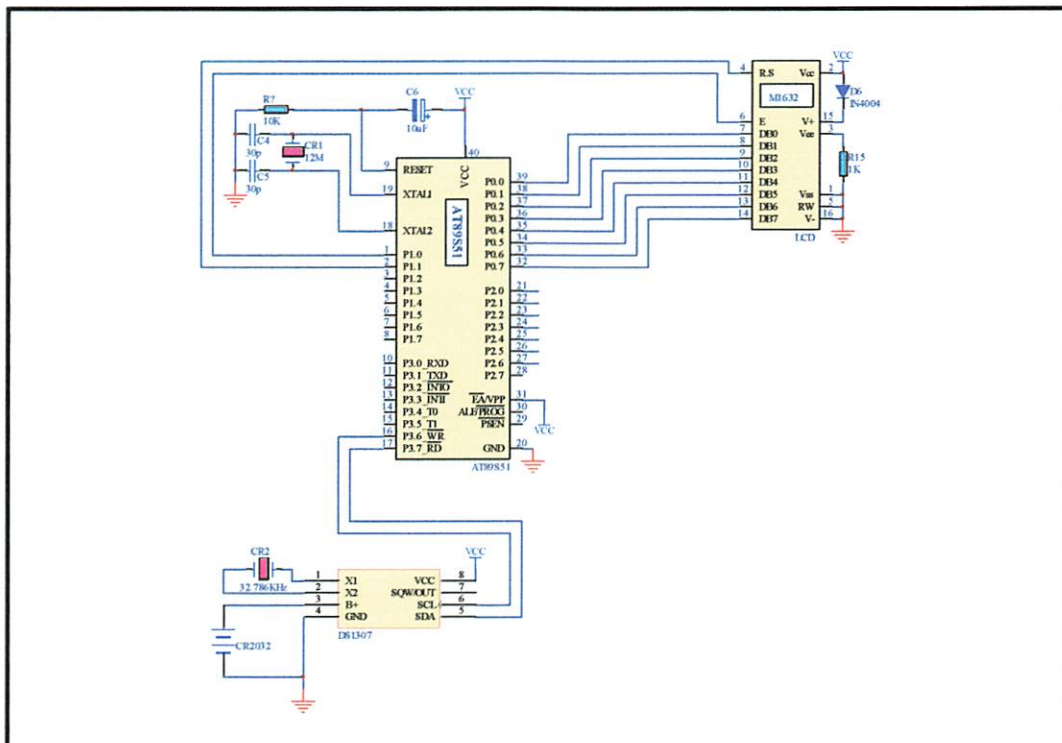 VCC
4 R.S Vcc 2
M1632
D6
IN4004
6 E V+ 15
7 DB0 Vee 3
8 DB1
9 DB2
10 DB3
11 DB4
12 DB5 Vss 1
13 DB6 RW 5
14 DB7 V- 16
R15
1K
LCD
R7
10K
C6
10uF
VCC
C4
30p
CR1
12M
C5
30p
40
VCC
9 RESET
19 XTAL1
18 XTAL2
AT89S51
1 P1.0
2 P1.1
3 P1.2
4 P1.3
5 P1.4
6 P1.5
7 P1.6
8 P1.7
10 P3.0_RXD
11 P3.1_TXD
12 P3.2_INTO
13 P3.3_INTI
14 P3.4_T0
15 P3.5_T1
16 P3.6_WR
17 P3.7_RD
P0.0 39
P0.1 38
P0.2 37
P0.3 36
P0.4 35
P0.5 34
P0.6 33
P0.7 32
P2.0 21
P2.1 22
P2.2 23
P2.3 24
P2.4 25
P2.5 26
P2.6 27
P2.7 28
EA/VPP 31
ALE/PROG 30
PSEN 29
VCC
GND 20
AT89S51
CR2
32.786KHz
VCC
1 X1 VCC 8
2 X2 SQW/OUT 7
3 B+ SCL 6
4 GND SDA 5
DS1307
CR2032